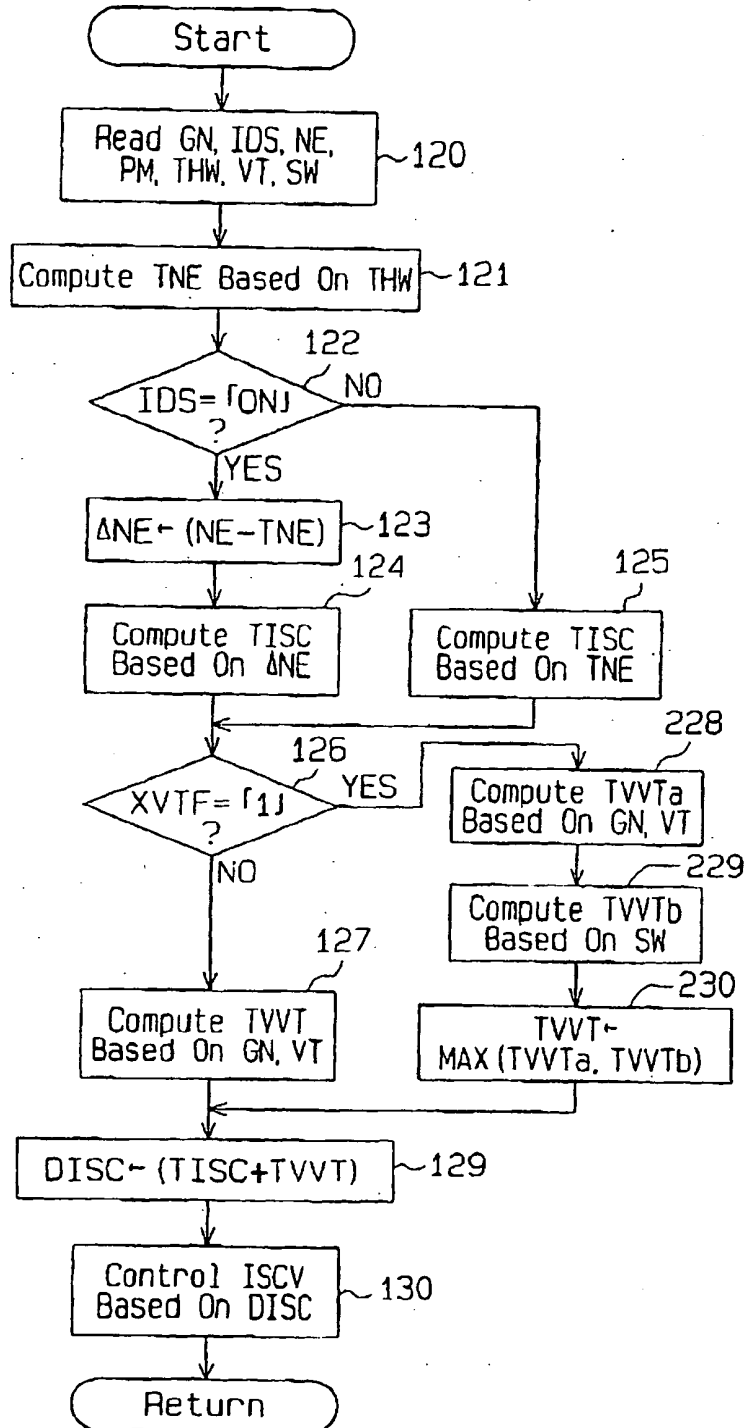 Start
Read GN, IDS, NE,
PM, THW, VT, SW
120
Compute TNE Based On THW
121
122
IDS=「ON」
?
NO
YES
ΔNE←(NE-TNE)
123
124
Compute TISC
Based On ΔNE
125
Compute TISC
Based On TNE
126
XVTF=「1」
?
YES
NO
228
Compute TVVTa
Based On GN, VT
229
Compute TVVTb
Based On SW
230
TVVT←
MAX(TVVTa, TVVTb)
127
Compute TVVT
Based On GN, VT
DISC←(TISC+TVVT)
129
Control ISCV
Based On DISC
130
Return